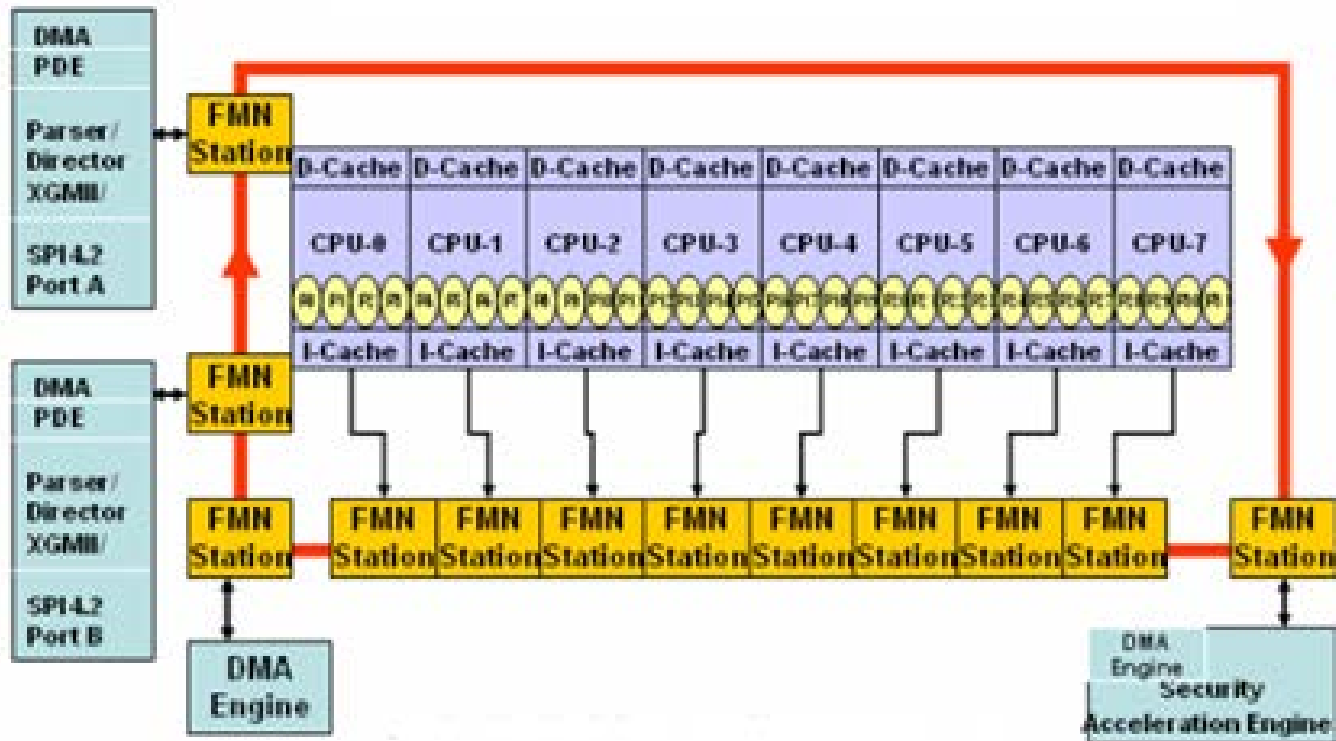 DMA
PDE
Parser/
Director
XGMII/
SPI4.2
Port A
FMN
Station
D-Cache D-Cache D-Cache D-Cache D-Cache D-Cache D-Cache D-Cache
CPU-0 CPU-1 CPU-2 CPU-3 CPU-4 CPU-5 CPU-6 CPU-7
I-Cache I-Cache I-Cache I-Cache I-Cache I-Cache I-Cache I-Cache
DMA
PDE
Parser/
Director
XGMII/
SPI4.2
Port B
FMN
Station
FMN FMN FMN FMN FMN FMN FMN FMN FMN FMN
Station Station Station Station Station Station Station Station Station Station
DMA
Engine
DMA
Engine
Security
Acceleration Engine